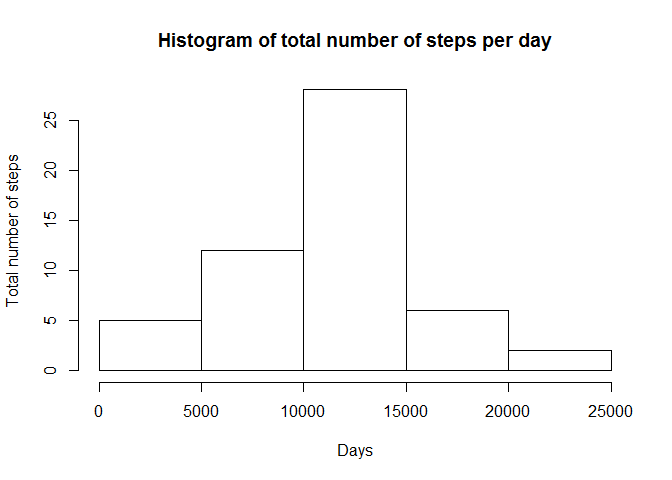 Histogram of total number of steps per day
Total number of steps
25
20
15
10
5
0
0 5000 10000 15000 20000 25000
Days